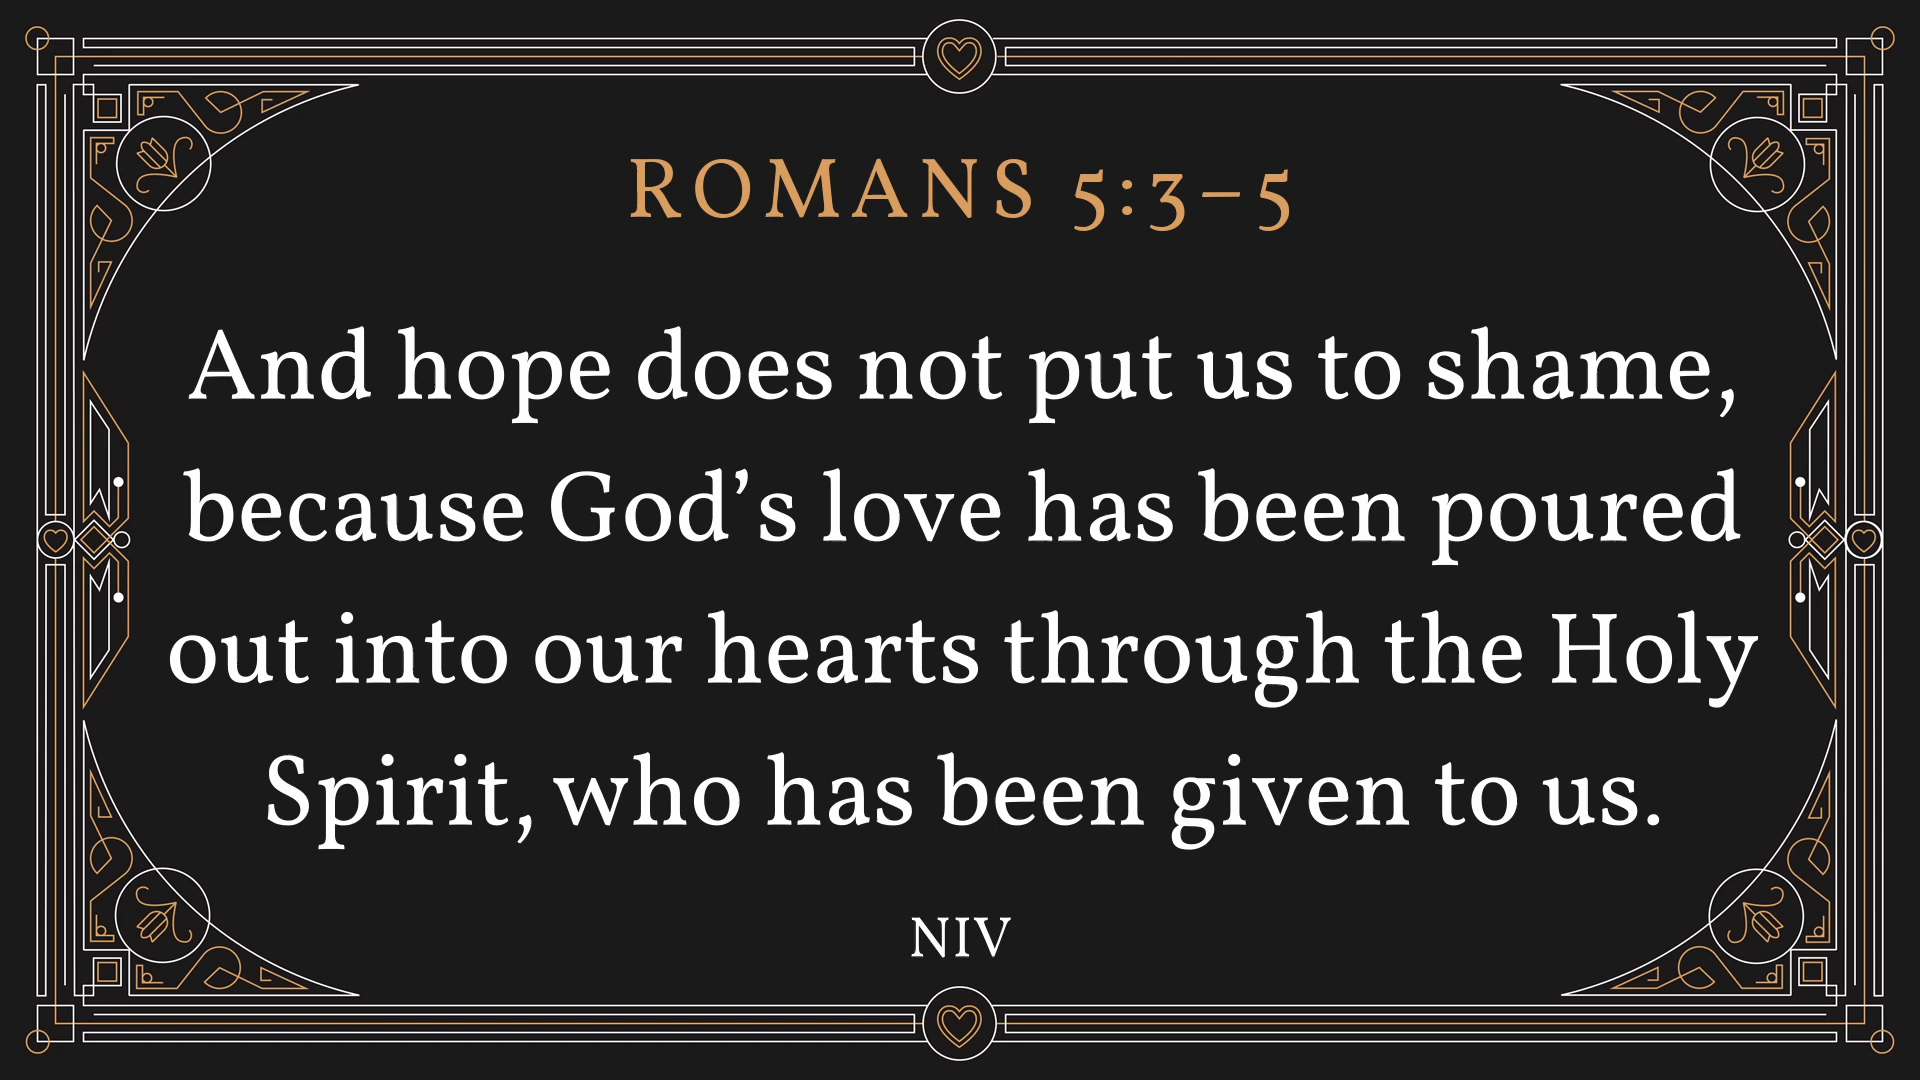 ROMANS 5:3–5
And hope does not put us to shame,
because God’s love has been poured
out into our hearts through the Holy
Spirit, who has been given to us.
NIV